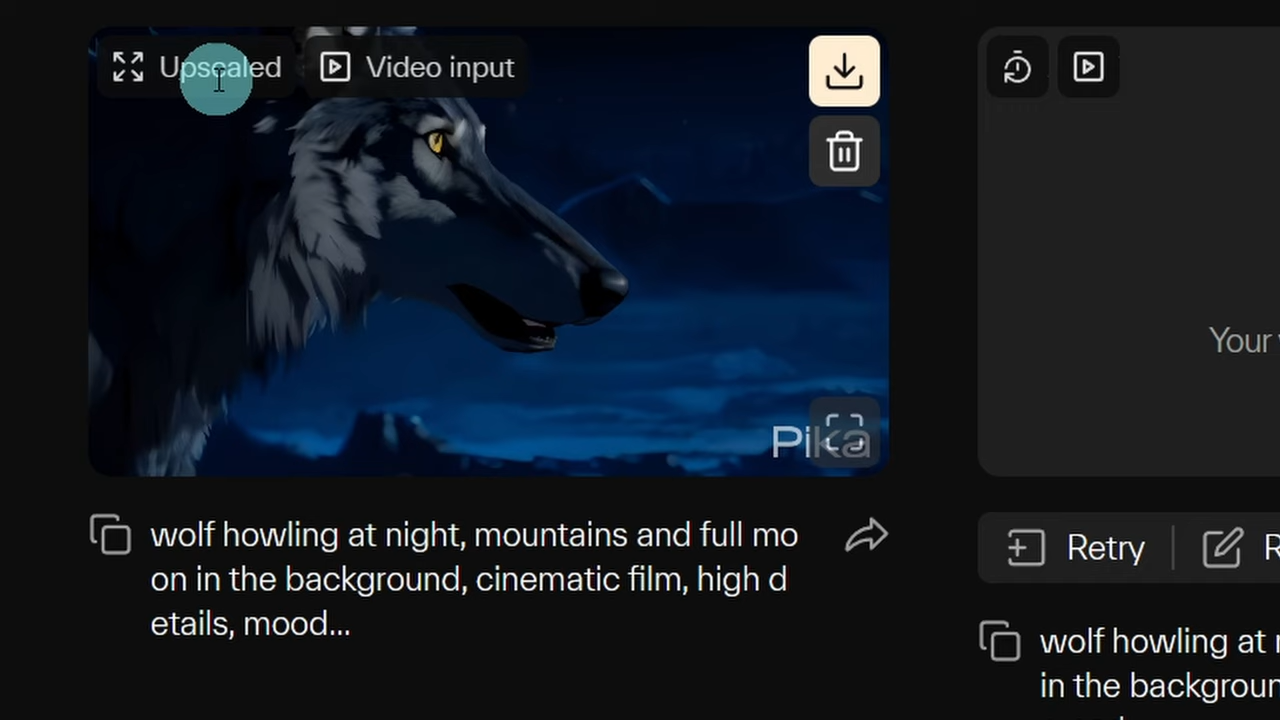 Upscaled
Video input
Pika
wolf howling at night, mountains and full mo
on in the background, cinematic film, high d
etails, mood...
Your
Retry
R
wolf howling at
in the backgroun